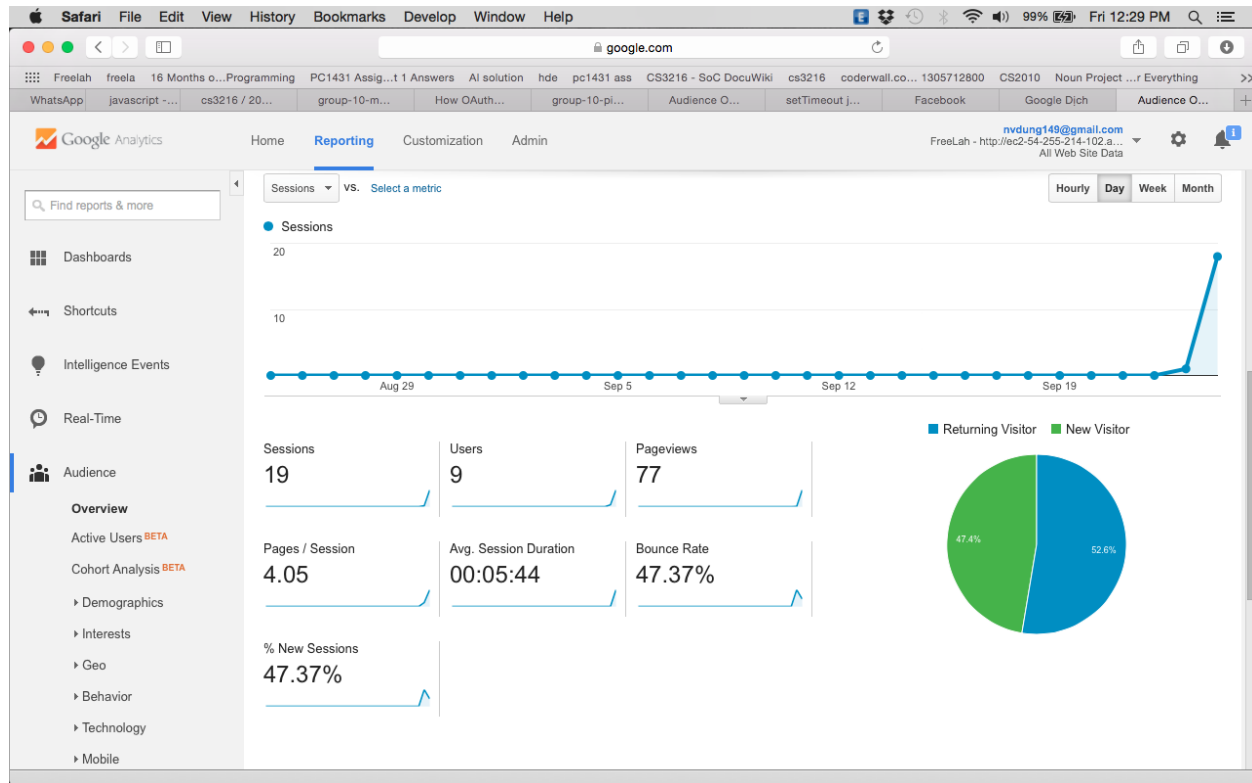 Safari File Edit View History Bookmarks Develop Window Help 99% Fri 12:29 PM
google.com
Freelah freela 16 Months o...Programming PC1431 Assig...t 1 Answers AI solution hde pc1431 ass CS3216 - SoC DocuWiki cs3216 coderwall.co... 1305712800 CS2010 Noun Project ...r Everything >>
WhatsApp javascript -... cs3216 / 20... group-10-m... How OAuth... group-10-pi... Audience O... setTimeout j... Facebook Google Dịch Audience O... +
Google Analytics Home Reporting Customization Admin
nvdung149@gmail.com
FreeLah - http://ec2-54-255-214-102.a...
All Web Site Data
1
Find reports & more
Dashboards
Shortcuts
Intelligence Events
Real-Time
Audience
Overview
Active Users BETA
Cohort Analysis BETA
Demographics
Interests
Geo
Behavior
Technology
Mobile
Sessions VS. Select a metric
Hourly Day Week Month
Sessions
20
10
Aug 29 Sep 5 Sep 12 Sep 19
Returning Visitor New Visitor
47.4% 52.6%
Sessions Users Pageviews
19 9 77
Pages / Session Avg. Session Duration Bounce Rate
4.05 00:05:44 47.37%
% New Sessions
47.37%